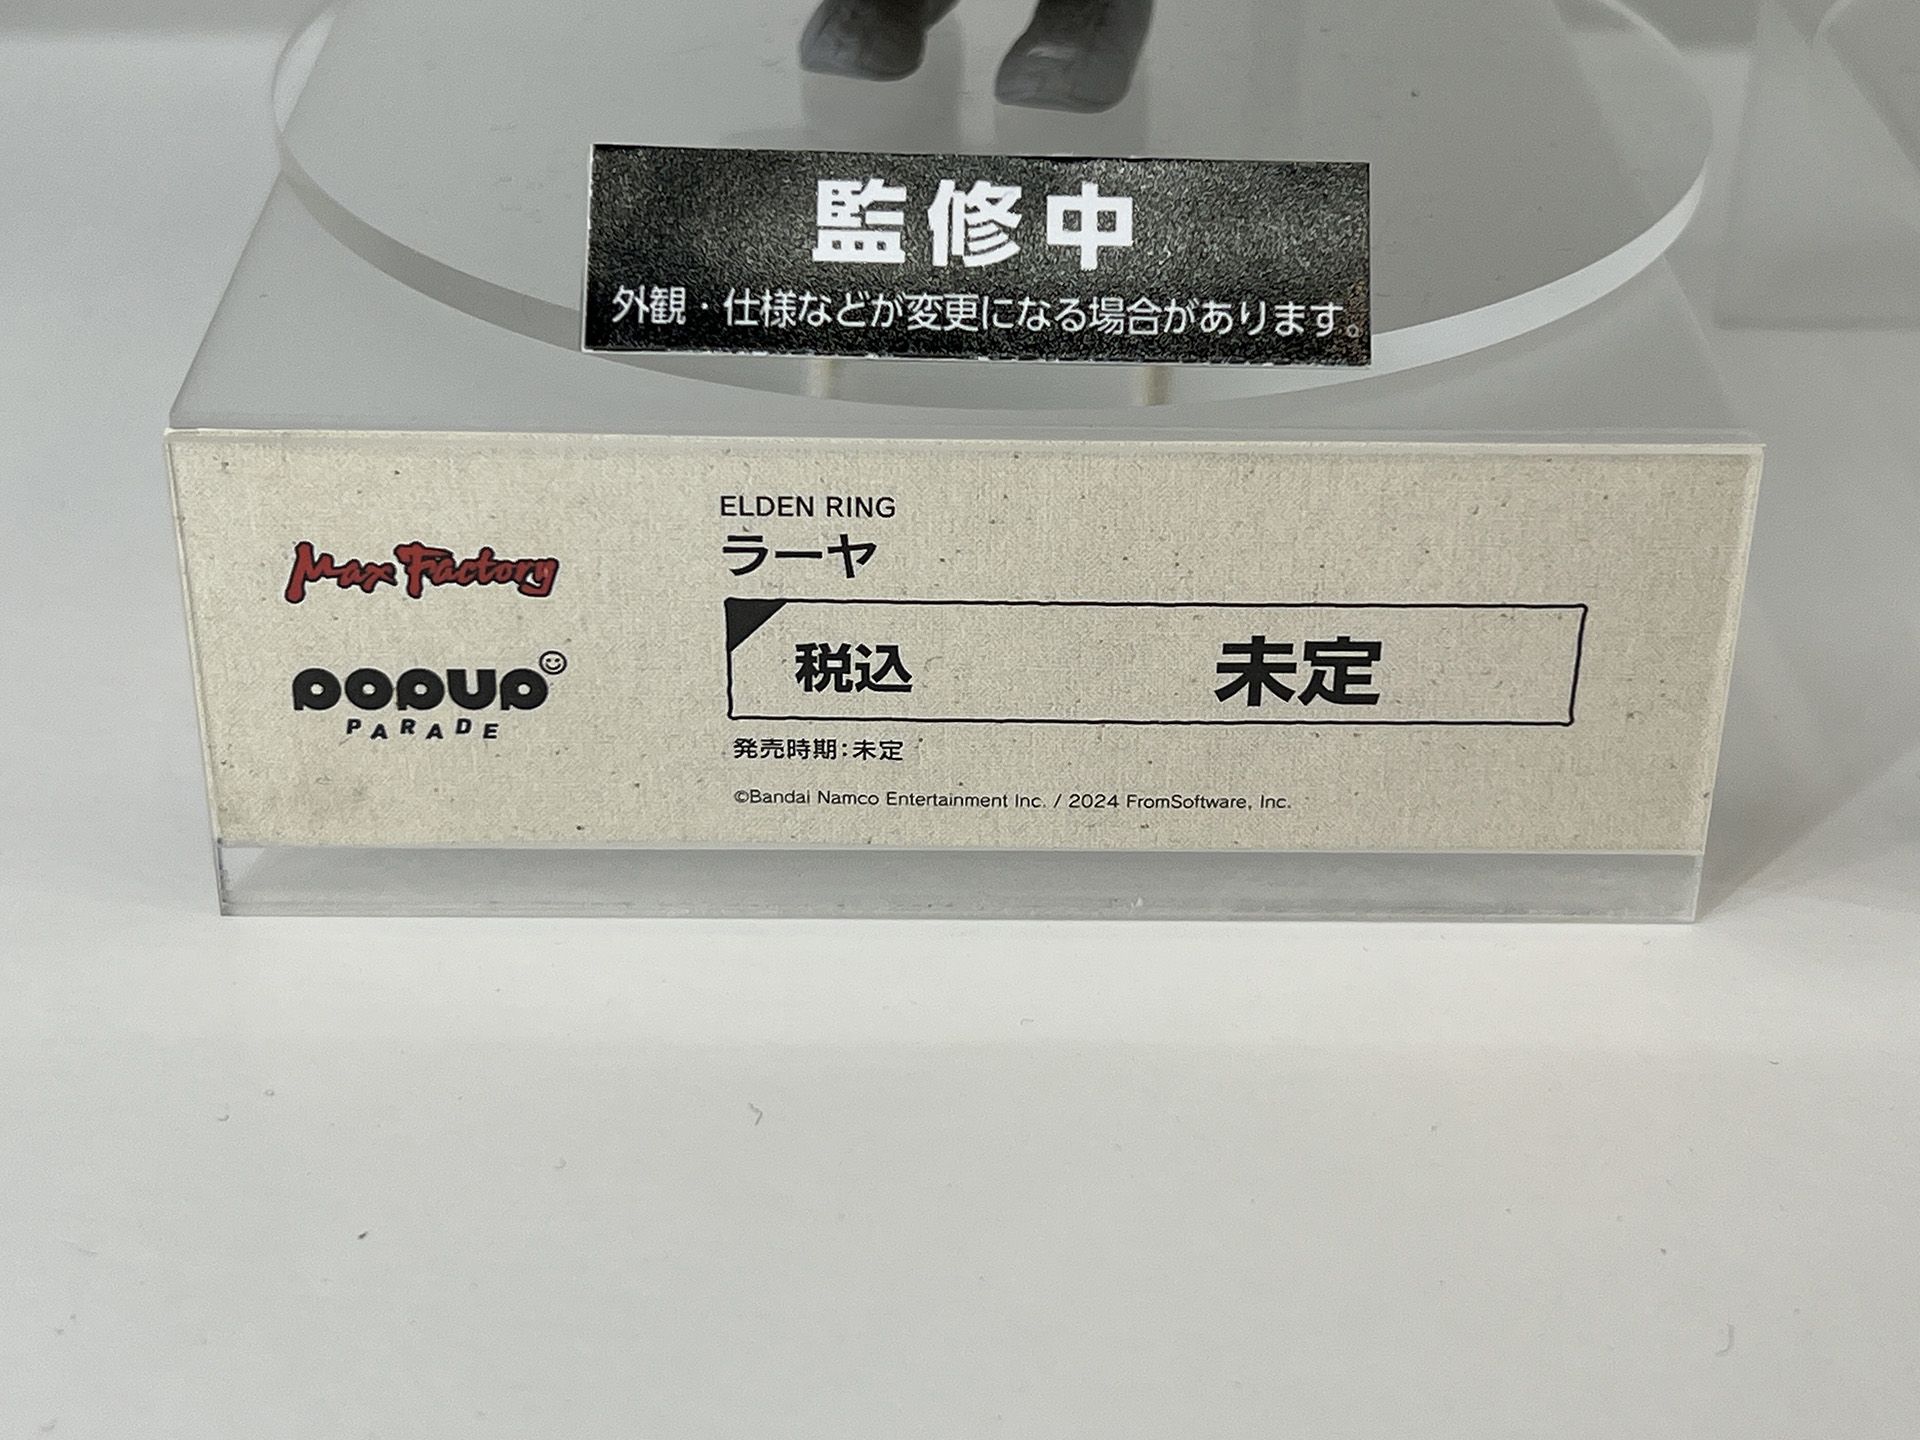 監修中
外観・仕様などが変更になる場合があります。
Max Factory
POPUP
PARADE
ELDEN RING
ラーヤ
税込 未定
発売時期：未定
©Bandai Namco Entertainment Inc. / 2024 FromSoftware, Inc.